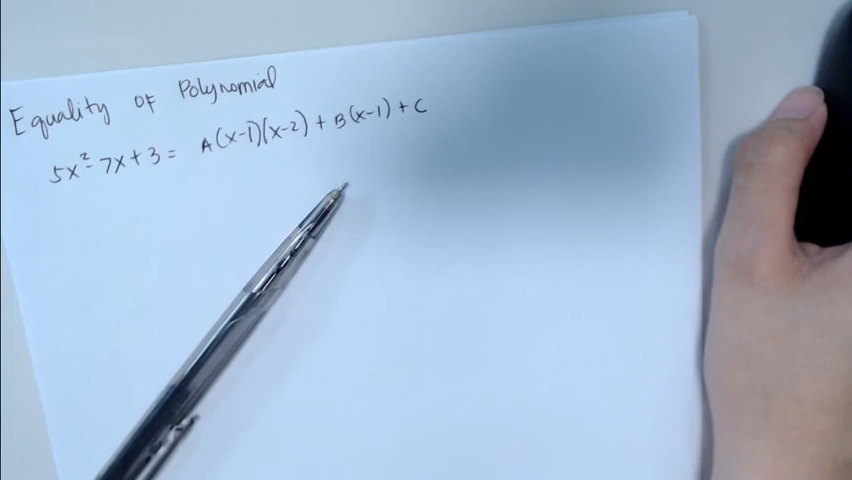 Equality of Polynomial
5x² - 7x + 3 = A(x-1)(x-2) + B(x-1) + C